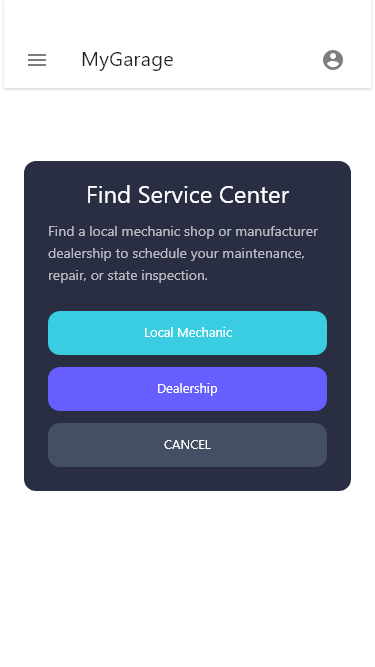 MyGarage
Find Service Center
Find a local mechanic shop or manufacturer
dealership to schedule your maintenance,
repair, or state inspection.
Local Mechanic
Dealership
CANCEL